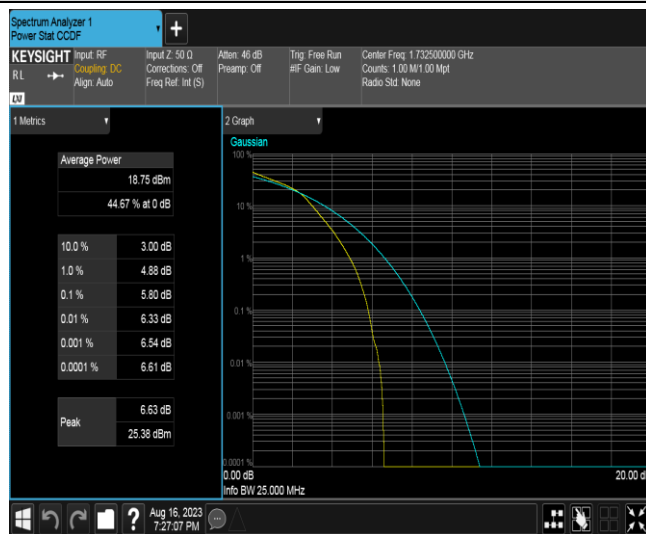 Spectrum Analyzer 1
Power Stat CCDF
KEYSIGHT
RL
Input: RF
Coupling: DC
Align: Auto
Input Z: 50 Ω
Corrections: Off
Freq Ref: Int (S)
Atten: 46 dB
Preamp: Off
Trig: Free Run
#IF Gain: Low
Center Freq: 1.732500000 GHz
Counts: 1.00 M/1.00 Mpt
Radio Std: None
1 Metrics
Average Power
18.75 dBm
44.67 % at 0 dB
10.0 % 3.00 dB
1.0 % 4.88 dB
0.1 % 5.80 dB
0.01 % 6.33 dB
0.001 % 6.54 dB
0.0001 % 6.61 dB
Peak
6.63 dB
25.38 dBm
2 Graph
Gaussian
100 %
10 %
1 %
0.1 %
0.01 %
0.001 %
0.0001 %
0.00 dB
20.00 d
Info BW 25.000 MHz
?
Aug 16, 2023
7:27:07 PM